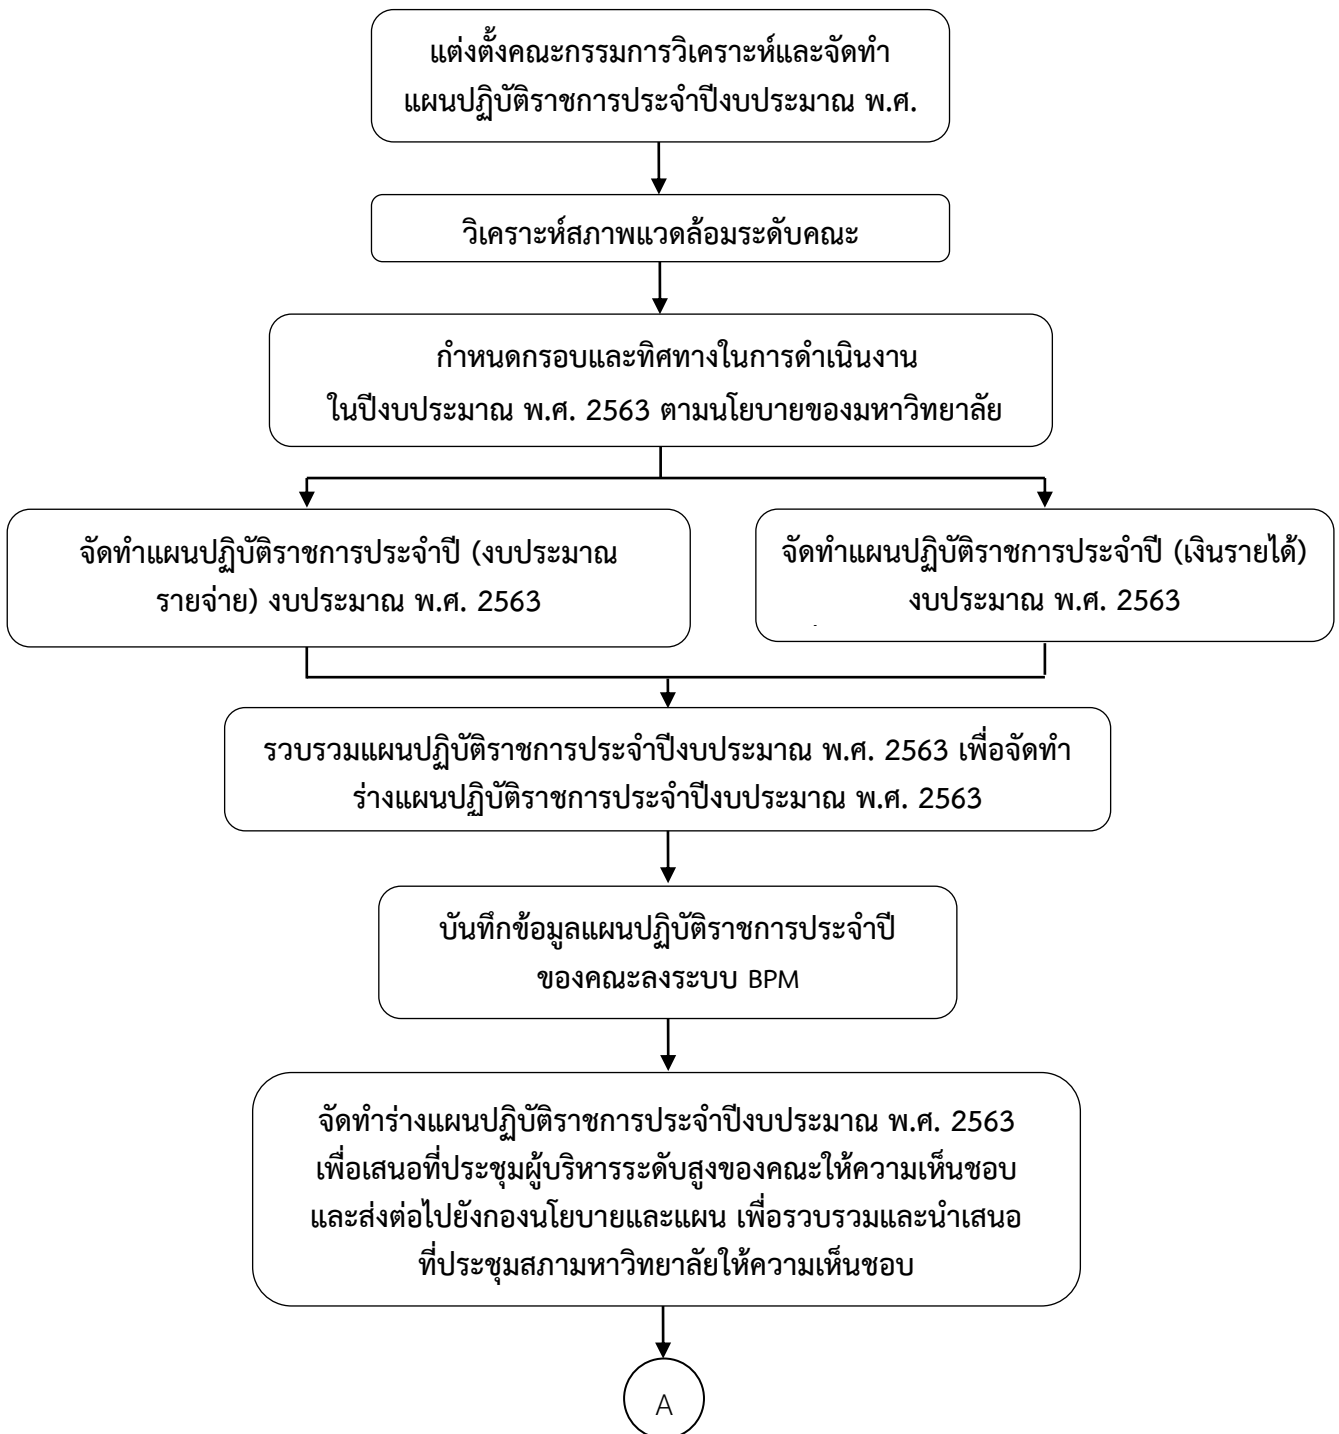 แต่งตั้งคณะกรรมการวิเคราะห์และจัดทำ
แผนปฏิบัติราชการประจำปีงบประมาณ พ.ศ.
วิเคราะห์สภาพแวดล้อมระดับคณะ
กำหนดกรอบและทิศทางในการดำเนินงาน
ในปีงบประมาณ พ.ศ. 2563 ตามนโยบายของมหาวิทยาลัย
จัดทำแผนปฏิบัติราชการประจำปี (งบประมาณ
รายจ่าย) งบประมาณ พ.ศ. 2563
จัดทำแผนปฏิบัติราชการประจำปี (เงินรายได้)
งบประมาณ พ.ศ. 2563
รวบรวมแผนปฏิบัติราชการประจำปีงบประมาณ พ.ศ. 2563 เพื่อจัดทำ
ร่างแผนปฏิบัติราชการประจำปีงบประมาณ พ.ศ. 2563
บันทึกข้อมูลแผนปฏิบัติราชการประจำปี
ของคณะลงระบบ BPM
จัดทำร่างแผนปฏิบัติราชการประจำปีงบประมาณ พ.ศ. 2563
เพื่อเสนอที่ประชุมผู้บริหารระดับสูงของคณะให้ความเห็นชอบ
และส่งต่อไปยังกองนโยบายและแผน เพื่อรวบรวมและนำเสนอ
ที่ประชุมสภามหาวิทยาลัยให้ความเห็นชอบ
A